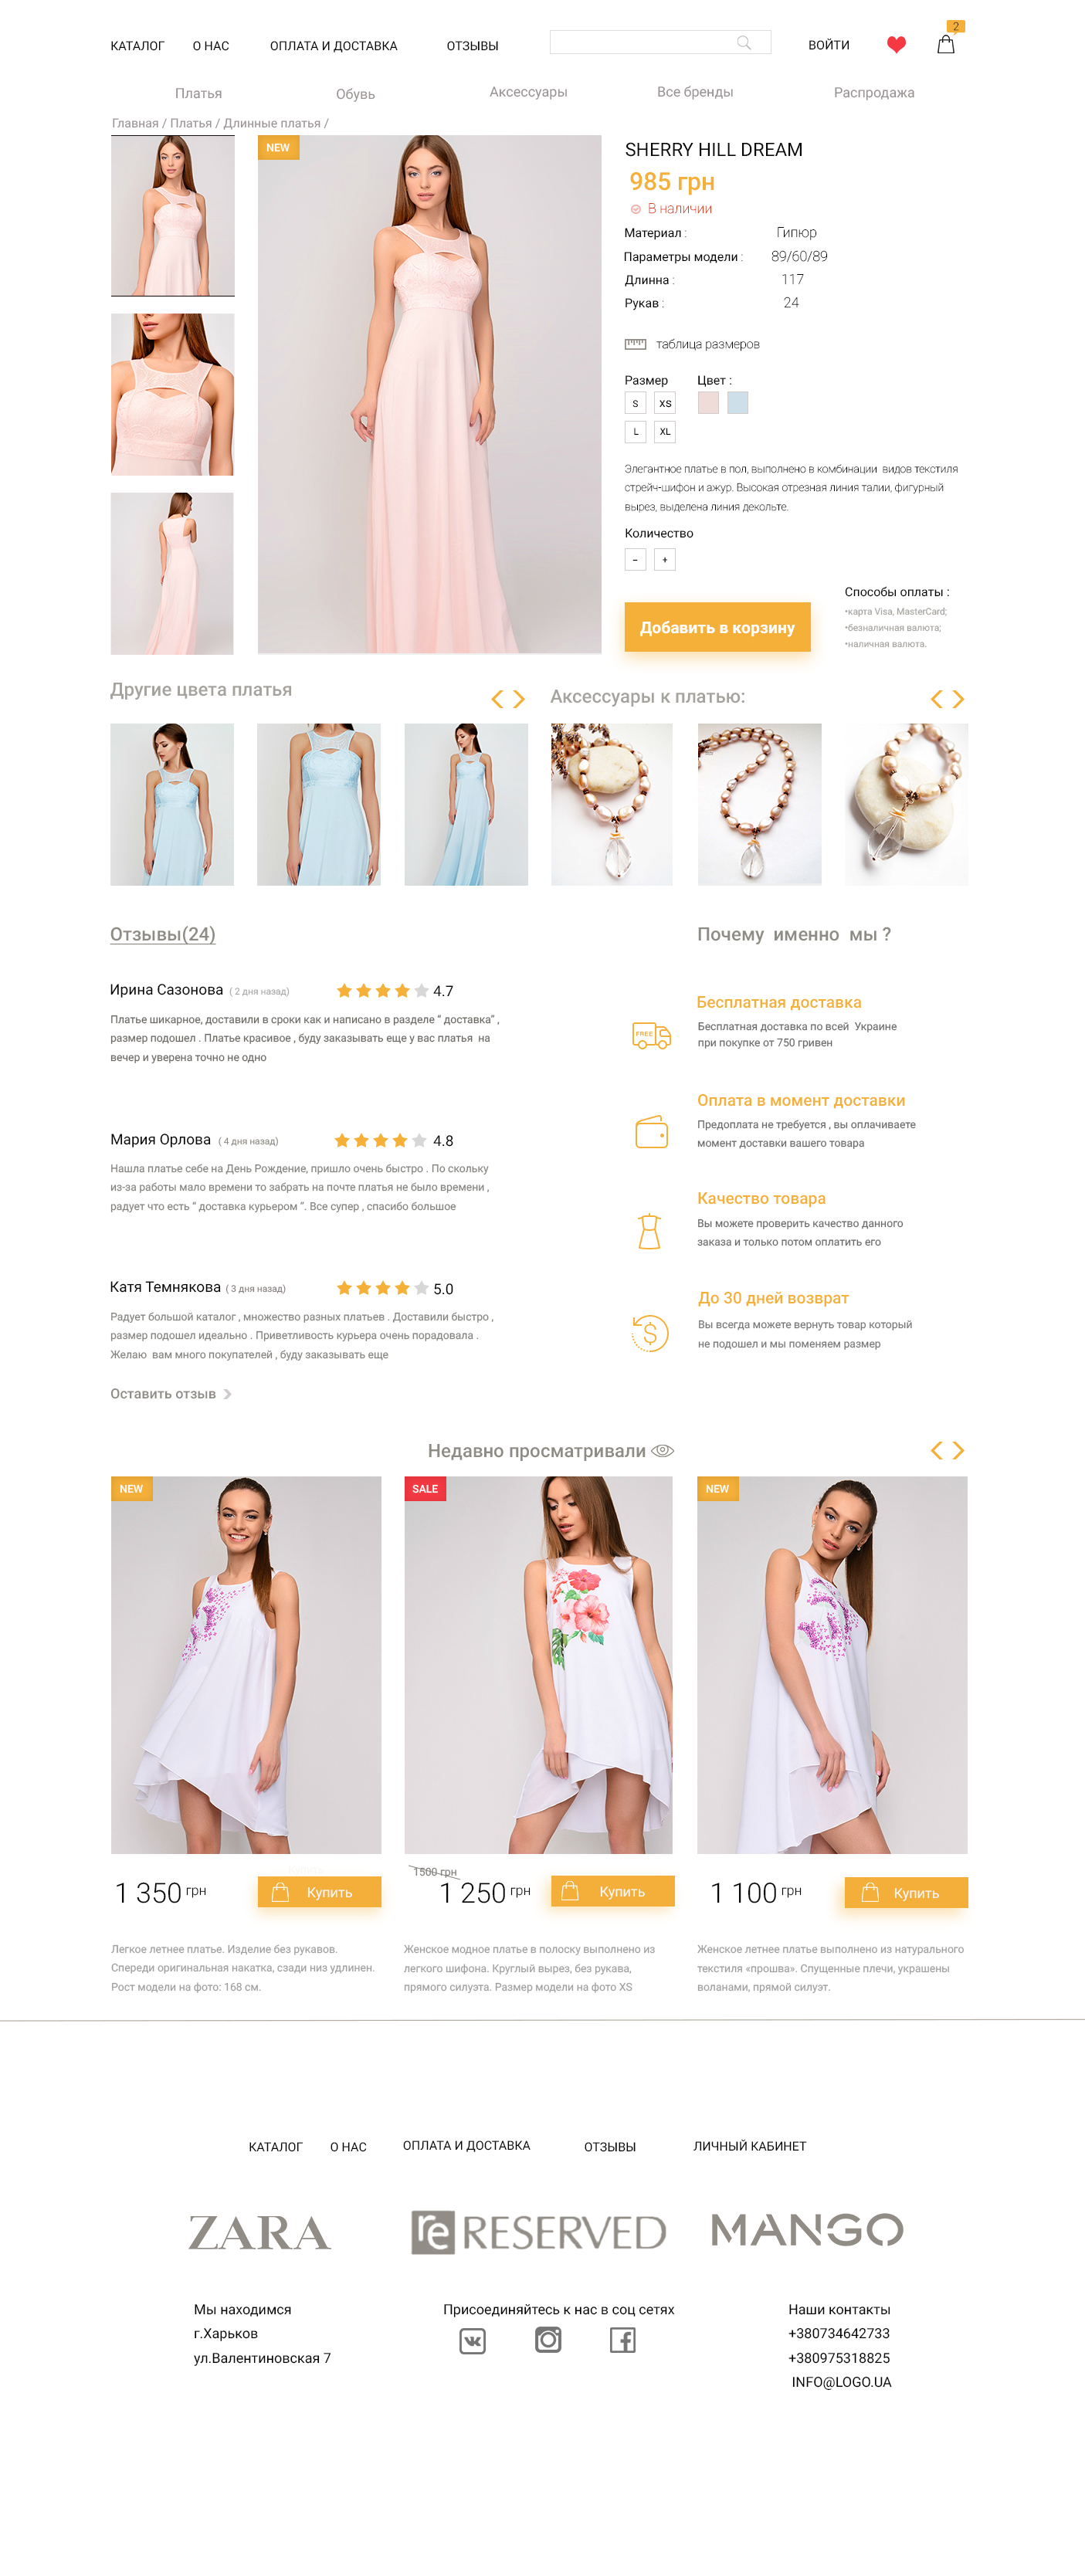 2
КАТАЛОГ
О НАС
ОПЛАТА И ДОСТАВКА
ОТЗЫВЫ
ВОЙТИ
Платья
Обувь
Аксессуары
Все бренды
Распродажа
Главная / Платья / Длинные платья /
NEW
SHERRY HILL DREAM
985 грн
В наличии
Материал : Гипюр
Параметры модели : 89/60/89
Длинна : 117
Рукав : 24
таблица размеров
Размер
S XS
L XL
Цвет :
Элегантное платье в пол, выполнено в комбинации видов текстиля
стрейч-шифон и ажур. Высокая отрезная линия талии, фигурный
вырез, выделена линия декольте.
Количество
- +
Добавить в корзину
Способы оплаты :
•карта Visa, MasterCard;
•безналичная валюта;
•наличная валюта.
Другие цвета платья
Аксессуары к платью:
Отзывы(24)
Ирина Сазонова ( 2 дня назад) 4.7
Платье шикарное, доставили в сроки как и написано в разделе “ доставка” ,
размер подошел . Платье красивое , буду заказывать еще у вас платья на
вечер и уверена точно не одно
Мария Орлова ( 4 дня назад) 4.8
Нашла платье себе на День Рождение, пришло очень быстро . По скольку
из-за работы мало времени то забрать на почте платья не было времени ,
радует что есть “ доставка курьером “. Все супер , спасибо большое
Катя Темнякова ( 3 дня назад) 5.0
Радует большой каталог , множество разных платьев . Доставили быстро ,
размер подошел идеально . Приветливость курьера очень порадовала .
Желаю вам много покупателей , буду заказывать еще
Оставить отзыв
Почему именно мы ?
FREE
Бесплатная доставка
Бесплатная доставка по всей Украине
при покупке от 750 гривен
Оплата в момент доставки
Предоплата не требуется , вы оплачиваете
момент доставки вашего товара
Качество товара
Вы можете проверить качество данного
заказа и только потом оплатить его
До 30 дней возврат
Вы всегда можете вернуть товар который
не подошел и мы поменяем размер
Недавно просматривали
NEW
SALE
NEW
1 350 грн
Купить
1500 грн
1 250 грн
Купить
1 100 грн
Купить
Легкое летнее платье. Изделие без рукавов.
Спереди оригинальная накатка, сзади низ удлинен.
Рост модели на фото: 168 см.
Женское модное платье в полоску выполнено из
легкого шифона. Круглый вырез, без рукава,
прямого силуэта. Размер модели на фото XS
Женское летнее платье выполнено из натурального
текстиля «прошва». Спущенные плечи, украшены
воланами, прямой силуэт.
КАТАЛОГ
О НАС
ОПЛАТА И ДОСТАВКА
ОТЗЫВЫ
ЛИЧНЫЙ КАБИНЕТ
ZARA
re RESERVED
MANGO
Мы находимся
г.Харьков
ул.Валентиновская 7
Присоединяйтесь к нас в соц сетях
Наши контакты
+380734642733
+380975318825
INFO@LOGO.UA